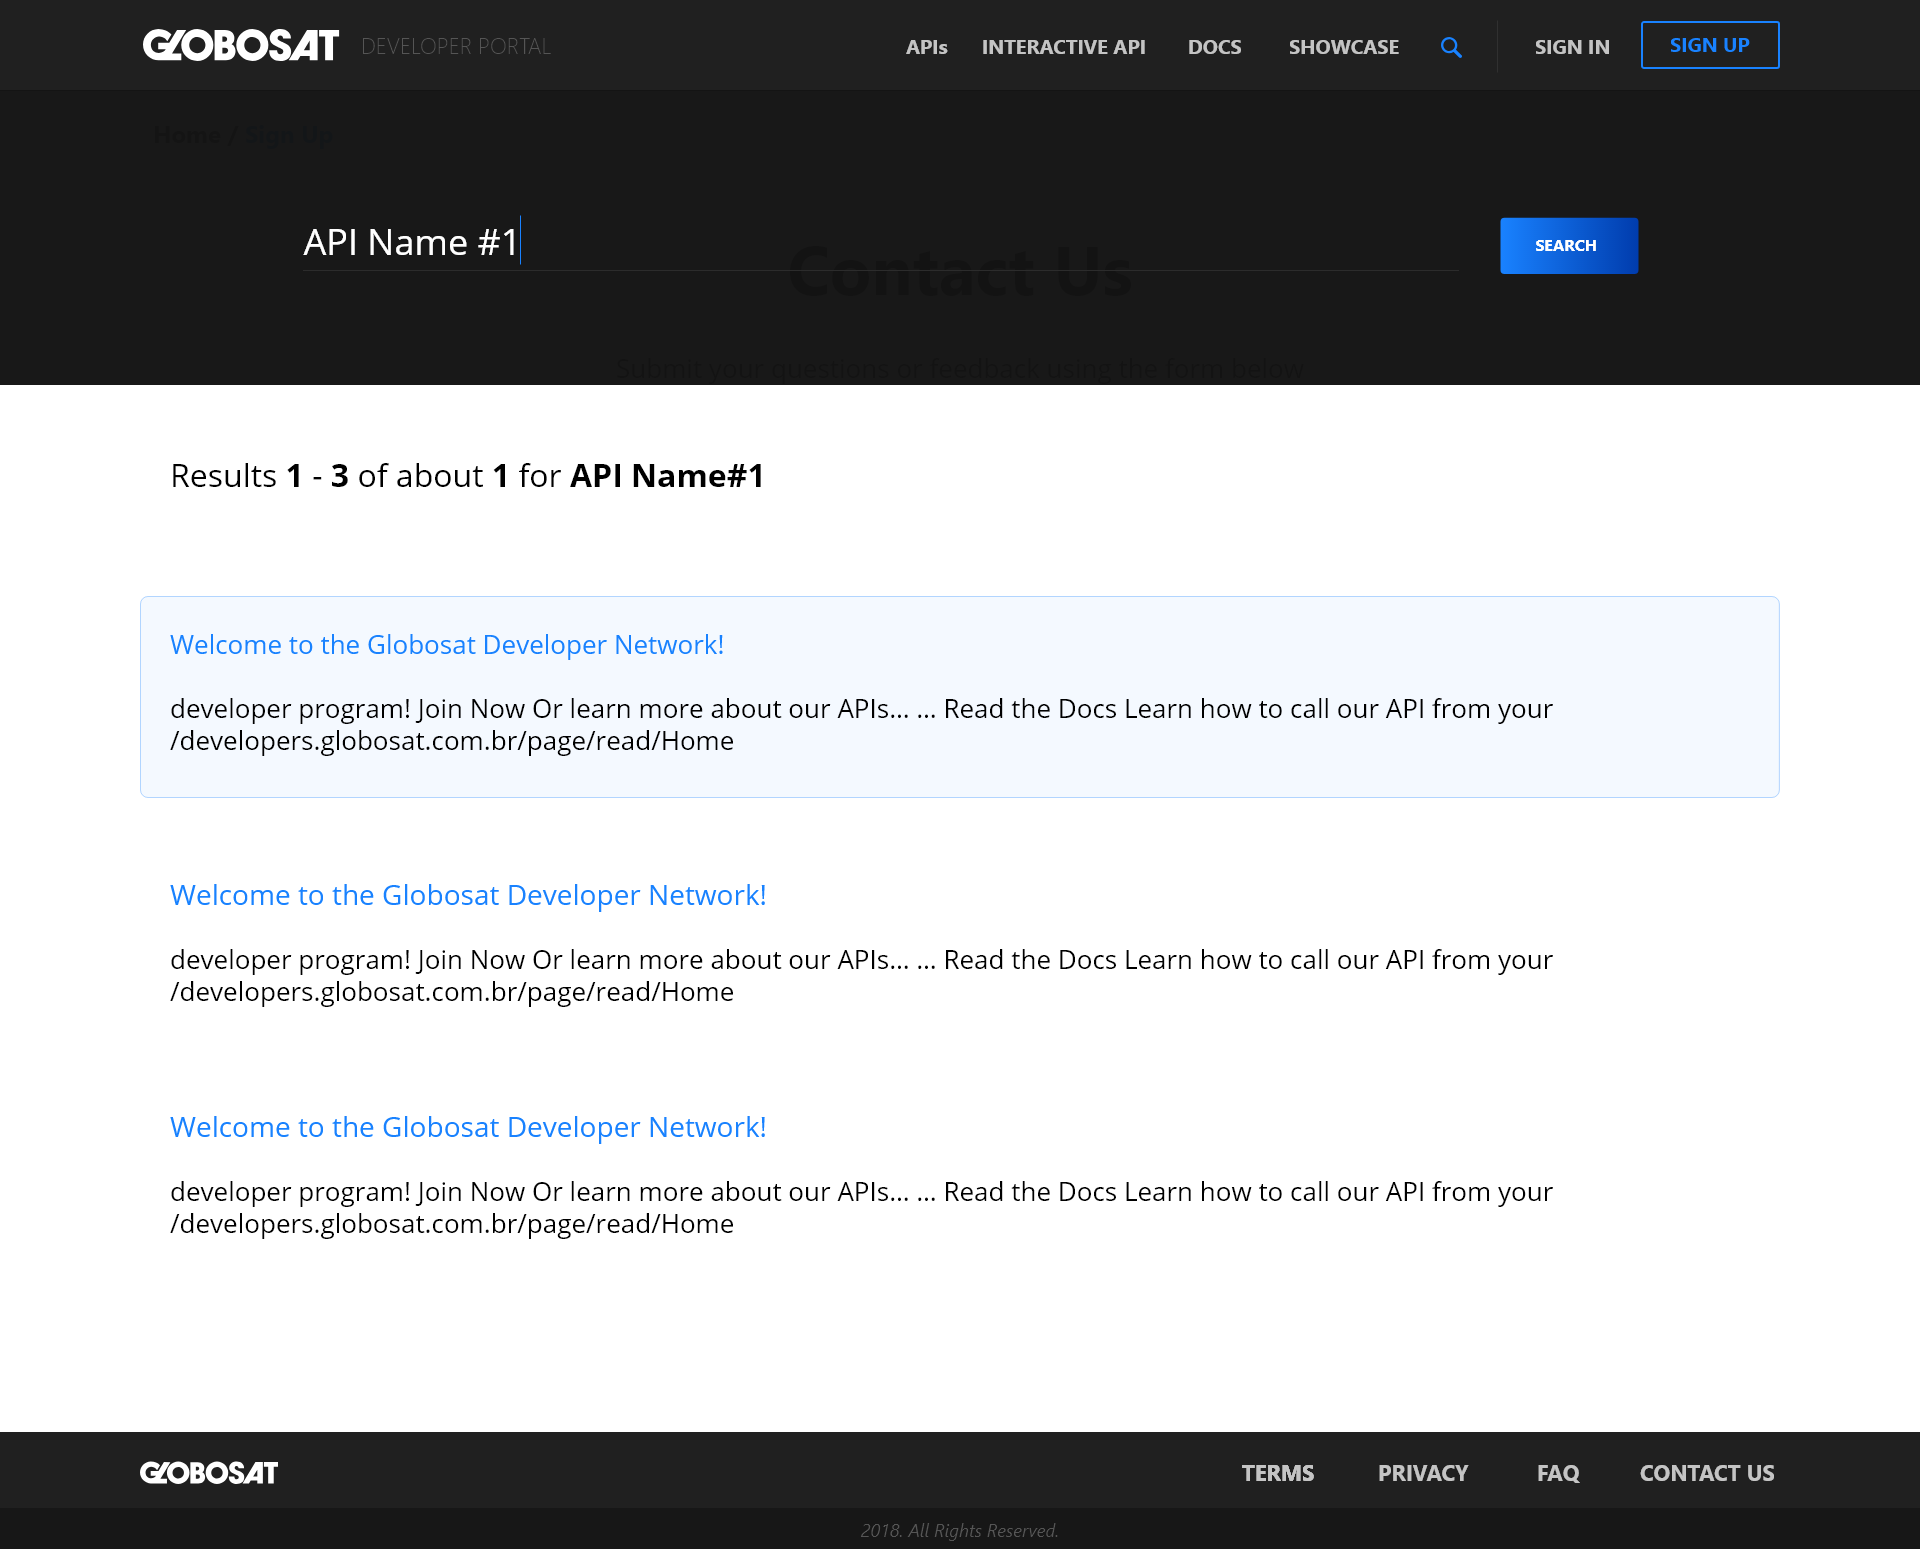 GLOBOSAT DEVELOPER PORTAL APIs INTERACTIVE API DOCS SHOWCASE SIGN IN SIGN UP
Home / Sign Up
API Name #1 SEARCH
Contact Us
Submit your questions or feedback using the form below
Results 1 - 3 of about 1 for API Name#1
Welcome to the Globosat Developer Network!
developer program! Join Now Or learn more about our APIs... ... Read the Docs Learn how to call our API from your
/developers.globosat.com.br/page/read/Home
Welcome to the Globosat Developer Network!
developer program! Join Now Or learn more about our APIs... ... Read the Docs Learn how to call our API from your
/developers.globosat.com.br/page/read/Home
Welcome to the Globosat Developer Network!
developer program! Join Now Or learn more about our APIs... ... Read the Docs Learn how to call our API from your
/developers.globosat.com.br/page/read/Home
GLOBOSAT TERMS PRIVACY FAQ CONTACT US
2018. All Rights Reserved.